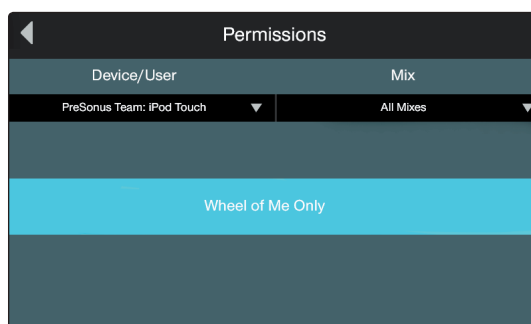 Permissions
Device/User Mix
PreSonus Team: iPod Touch All Mixes
Wheel of Me Only